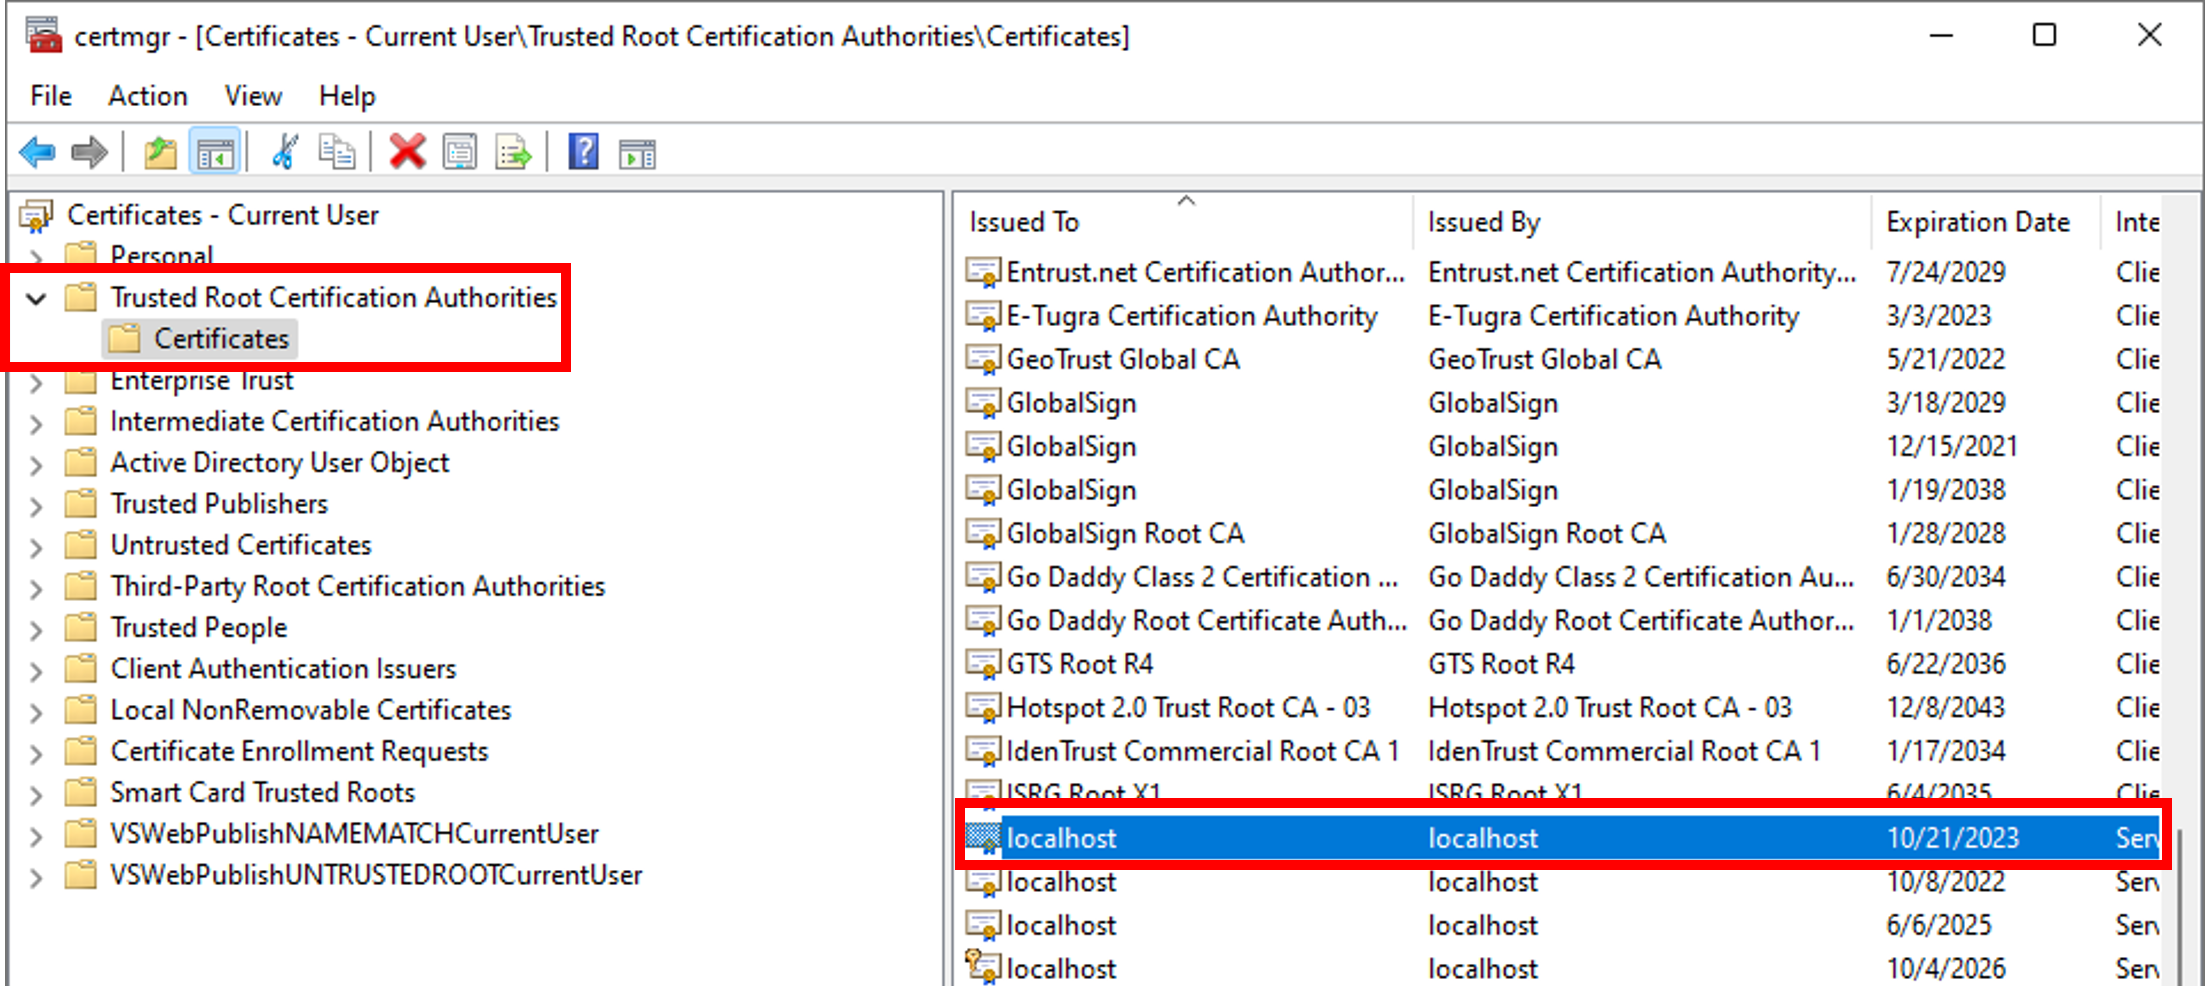 certmgr - [Certificates - Current User\Trusted Root Certification Authorities\Certificates]
File Action View Help
Certificates - Current User
Personal
Trusted Root Certification Authorities
Certificates
Enterprise Trust
Intermediate Certification Authorities
Active Directory User Object
Trusted Publishers
Untrusted Certificates
Third-Party Root Certification Authorities
Trusted People
Client Authentication Issuers
Local NonRemovable Certificates
Certificate Enrollment Requests
Smart Card Trusted Roots
VSWebPublishNAMEMATCHCurrentUser
VSWebPublishUNTRUSTEDROOTCurrentUser
Issued To Issued By Expiration Date Inte
Entrust.net Certification Author... Entrust.net Certification Authority... 7/24/2029 Clie
E-Tugra Certification Authority E-Tugra Certification Authority 3/3/2023 Clie
GeoTrust Global CA GeoTrust Global CA 5/21/2022 Clie
GlobalSign GlobalSign 3/18/2029 Clie
GlobalSign GlobalSign 12/15/2021 Clie
GlobalSign GlobalSign 1/19/2038 Clie
GlobalSign Root CA GlobalSign Root CA 1/28/2028 Clie
Go Daddy Class 2 Certification ... Go Daddy Class 2 Certification Au... 6/30/2034 Clie
Go Daddy Root Certificate Auth... Go Daddy Root Certificate Author... 1/1/2038 Clie
GTS Root R4 GTS Root R4 6/22/2036 Clie
Hotspot 2.0 Trust Root CA - 03 Hotspot 2.0 Trust Root CA - 03 12/8/2043 Clie
IdenTrust Commercial Root CA 1 IdenTrust Commercial Root CA 1 1/17/2034 Clie
ISRG Root X1 ISRG Root X1 6/4/2035 Clie
localhost localhost 10/21/2023 Serv
localhost localhost 10/8/2022 Serv
localhost localhost 6/6/2025 Serv
localhost localhost 10/4/2026 Serv